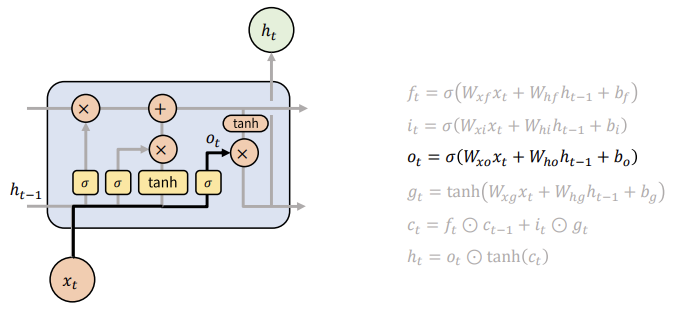 h_t
× +
tanh
× o_t ×
h_{t-1} σ σ tanh σ
x_t
f_t = σ(W_{xf}x_t + W_{hf}h_{t-1} + b_f)
i_t = σ(W_{xi}x_t + W_{hi}h_{t-1} + b_i)
o_t = σ(W_{xo}x_t + W_{ho}h_{t-1} + b_o)
g_t = tanh(W_{xg}x_t + W_{hg}h_{t-1} + b_g)
c_t = f_t ⊙ c_{t-1} + i_t ⊙ g_t
h_t = o_t ⊙ tanh(c_t)